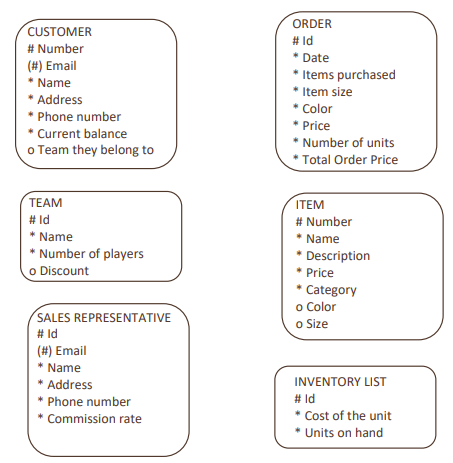 CUSTOMER
# Number
(#) Email
* Name
* Address
* Phone number
* Current balance
o Team they belong to
ORDER
# Id
* Date
* Items purchased
* Item size
* Color
* Price
* Number of units
* Total Order Price
TEAM
# Id
* Name
* Number of players
o Discount
ITEM
# Number
* Name
* Description
* Price
* Category
o Color
o Size
SALES REPRESENTATIVE
# Id
(#) Email
* Name
* Address
* Phone number
* Commission rate
INVENTORY LIST
# Id
* Cost of the unit
* Units on hand